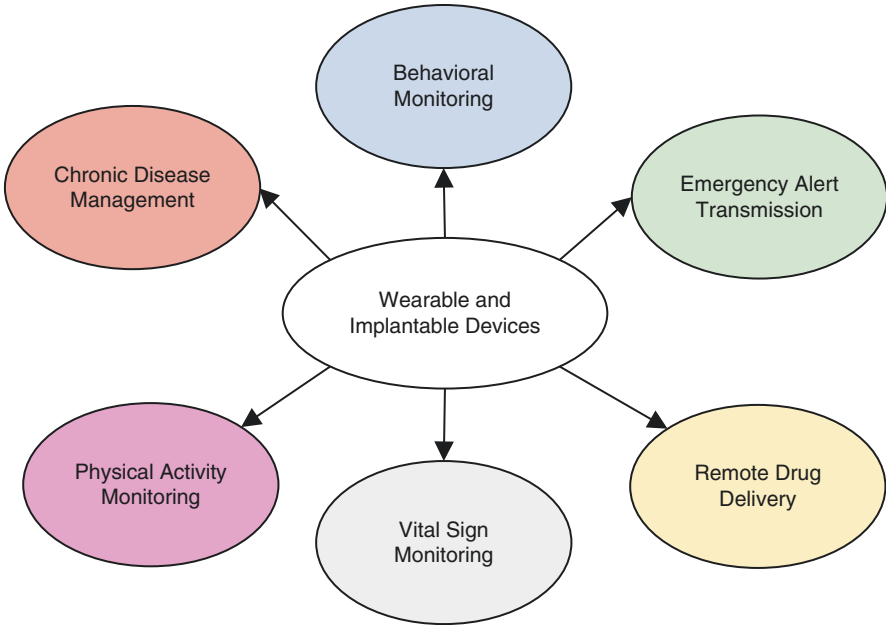 Behavioral
Monitoring
Chronic Disease
Management
Emergency Alert
Transmission
Wearable and
Implantable Devices
Physical Activity
Monitoring
Remote Drug
Delivery
Vital Sign
Monitoring